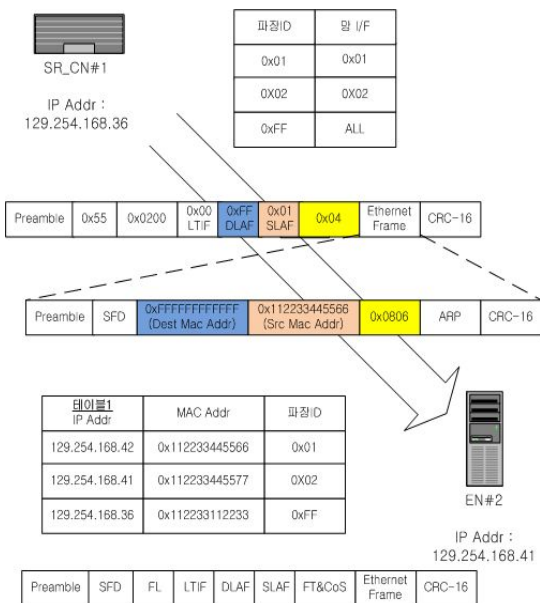 SR_CN#1
IP Addr :
129.254.168.36
파장ID 망 I/F
0x01 0x01
0X02 0X02
0xFF ALL
Preamble 0x55 0x0200 0x00 LTIF 0xFF DLAF 0x01 SLAF 0x04 Ethernet Frame CRC-16
Preamble SFD 0xFFFFFFFFFFFF (Dest Mac Addr) 0x112233445566 (Src Mac Addr) 0x0806 ARP CRC-16
테이블1
IP Addr MAC Addr 파장ID
129.254.168.42 0x112233445566 0x01
129.254.168.41 0x112233445577 0X02
129.254.168.36 0x112233112233 0xFF
EN#2
IP Addr :
129.254.168.41
Preamble SFD FL LTIF DLAF SLAF FT&CoS Ethernet Frame CRC-16